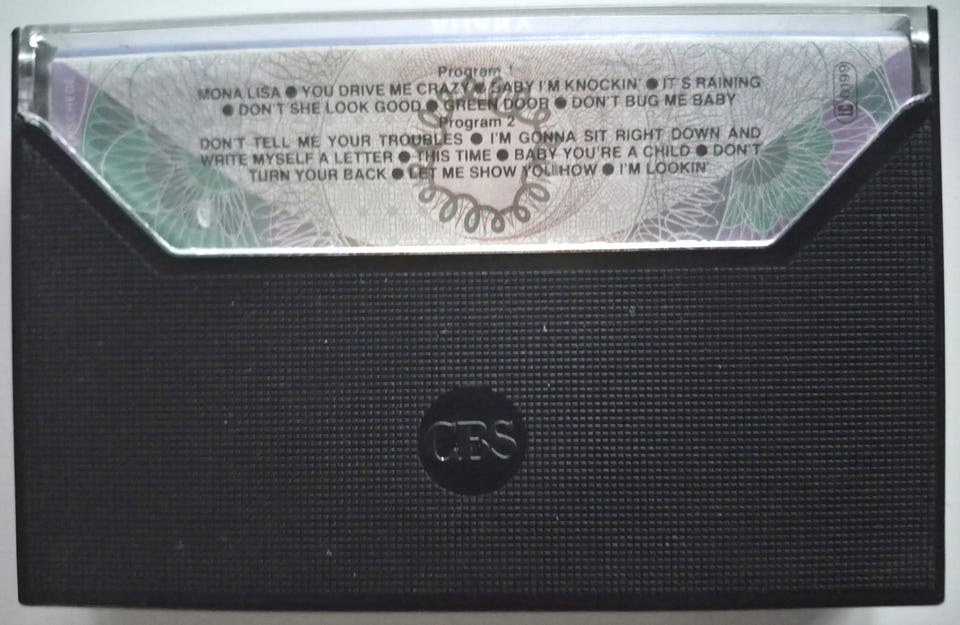 Program 1
MONA LISA ● YOU DRIVE ME CRAZY ● BABY I'M KNOCKIN' ● IT'S RAINING
● DON'T SHE LOOK GOOD ● GREEN DOOR ● DON'T BUG ME BABY
Program 2
DON'T TELL ME YOUR TROUBLES ● I'M GONNA SIT RIGHT DOWN AND
WRITE MYSELF A LETTER ● THIS TIME ● BABY YOU'RE A CHILD ● DON'T
TURN YOUR BACK ● LET ME SHOW YOU HOW ● I'M LOOKIN'
CBS